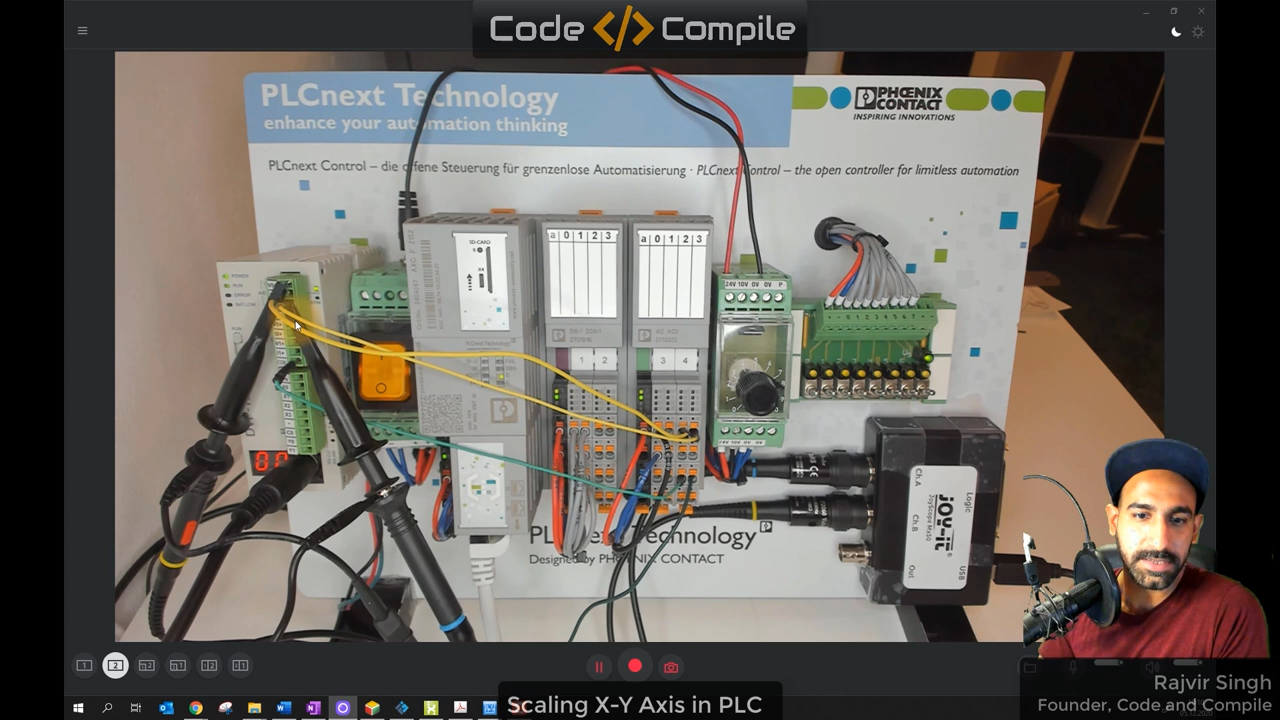 Code </> Compile
PLCnext Technology
enhance your automation thinking
PHŒNIX
CONTACT
INSPIRING INNOVATIONS
PLCnext Control – die offene Steuerung für grenzenlose Automatisierung · PLCnext Control – the open controller for limitless automation
POWER
RUN
ERROR
SD-CARD
a 0 1 2 3
a 0 1 2 3
24V 10V 0V 0V P
1 2
3 4
24V 10V 0V 0V
Ch.A
Ch.B
Logic
JOY-iT
USB
Out
PLCnext Technology
Designed by PHOENIX CONTACT
1
2
Scaling X-Y Axis in PLC
Rajvir Singh
Founder, Code and Compile